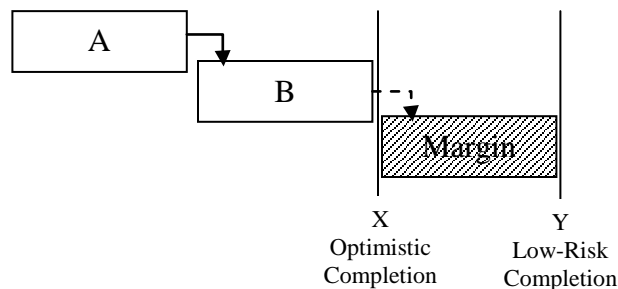 A
B
Margin
X
Optimistic
Completion
Y
Low-Risk
Completion